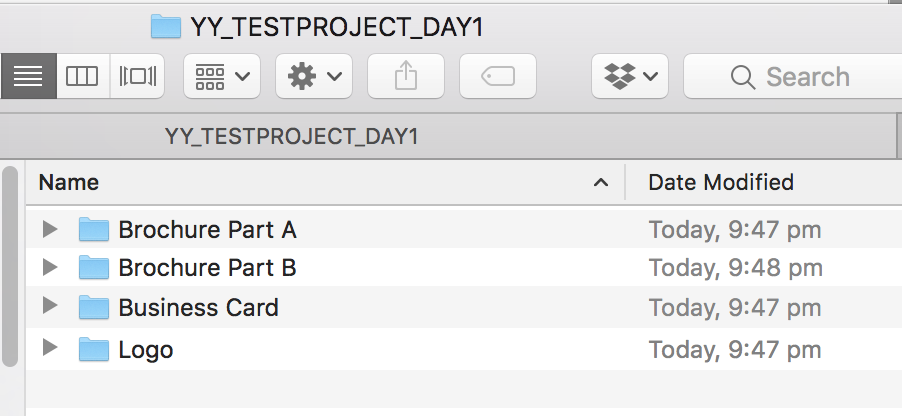 YY_TESTPROJECT_DAY1
Search
YY_TESTPROJECT_DAY1
Name Date Modified
Brochure Part A Today, 9:47 pm
Brochure Part B Today, 9:48 pm
Business Card Today, 9:47 pm
Logo Today, 9:47 pm